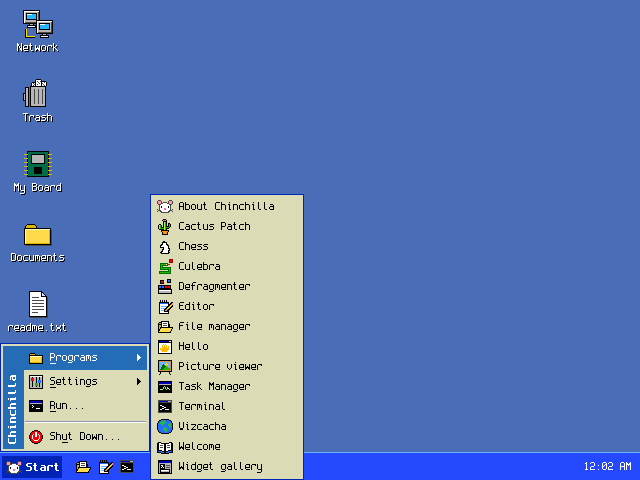 Network
Trash
My Board
Documents
readme.txt
About Chinchilla
Cactus Patch
Chess
Culebra
Defragmenter
Editor
File manager
Hello
Picture viewer
Task Manager
Terminal
Vizcacha
Welcome
Widget gallery
Chinchilla
Programs
Settings
Run...
Shut Down...
Start
12:02 AM